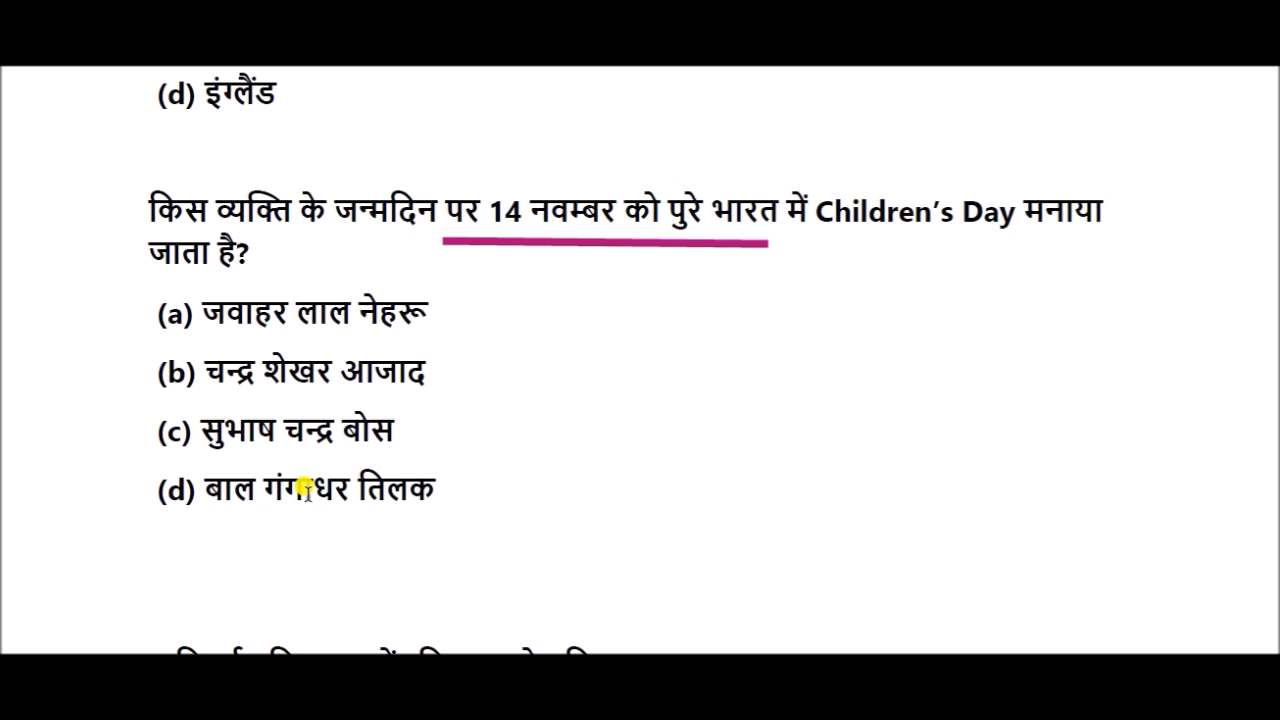 (d) इंग्लैंड
किस व्यक्ति के जन्मदिन पर 14 नवम्बर को पुरे भारत में Children's Day मनाया
जाता है?
(a) जवाहर लाल नेहरू
(b) चन्द्र शेखर आजाद
(c) सुभाष चन्द्र बोस
(d) बाल गंगाधर तिलक